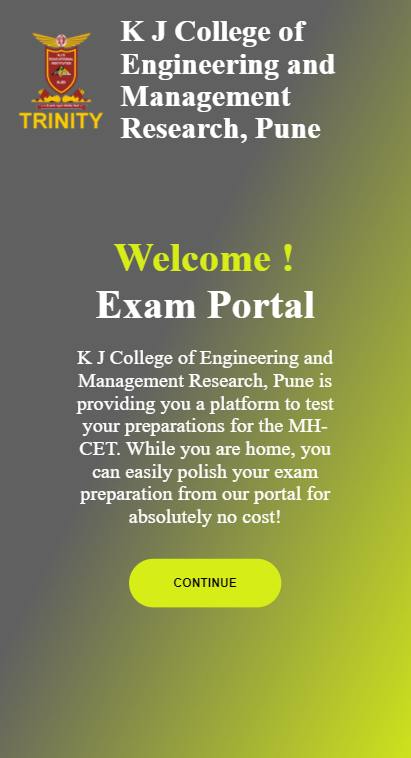 K J College of
Engineering and
Management
Research, Pune
TRINITY
Welcome !
Exam Portal
K J College of Engineering and
Management Research, Pune is
providing you a platform to test
your preparations for the MH-
CET. While you are home, you
can easily polish your exam
preparation from our portal for
absolutely no cost!
CONTINUE